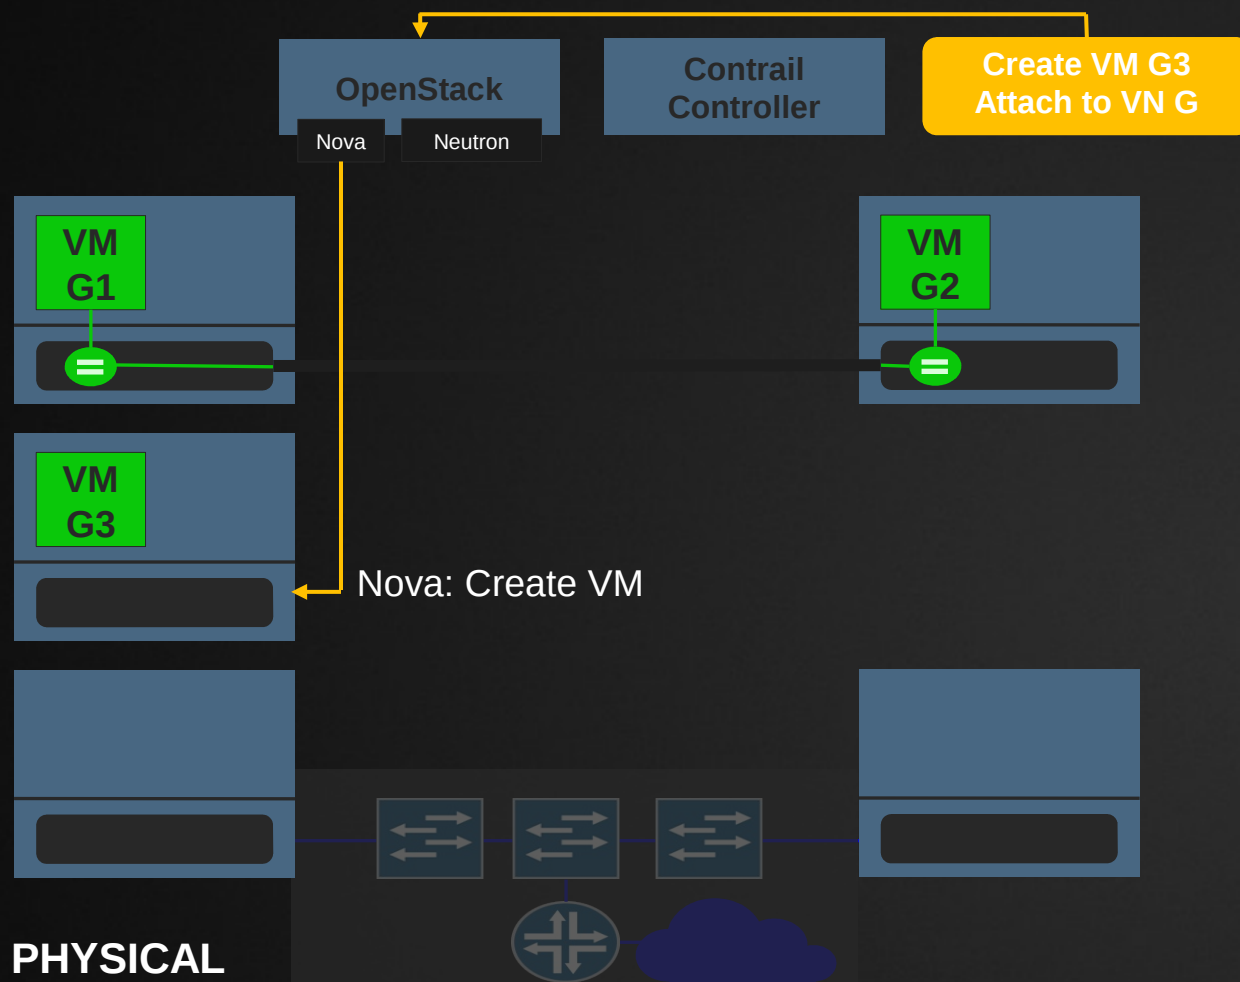 OpenStack
Contrail
Controller
Create VM G3
Attach to VN G
Nova
Neutron
VM
G1
VM
G2
VM
G3
Nova: Create VM
PHYSICAL